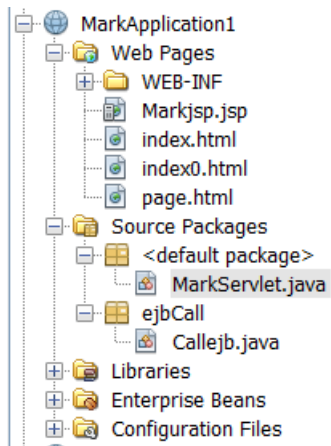 MarkApplication1
Web Pages
WEB-INF
Markjsp.jsp
index.html
index0.html
page.html
Source Packages
<default package>
MarkServlet.java
ejbCall
Callejb.java
Libraries
Enterprise Beans
Configuration Files